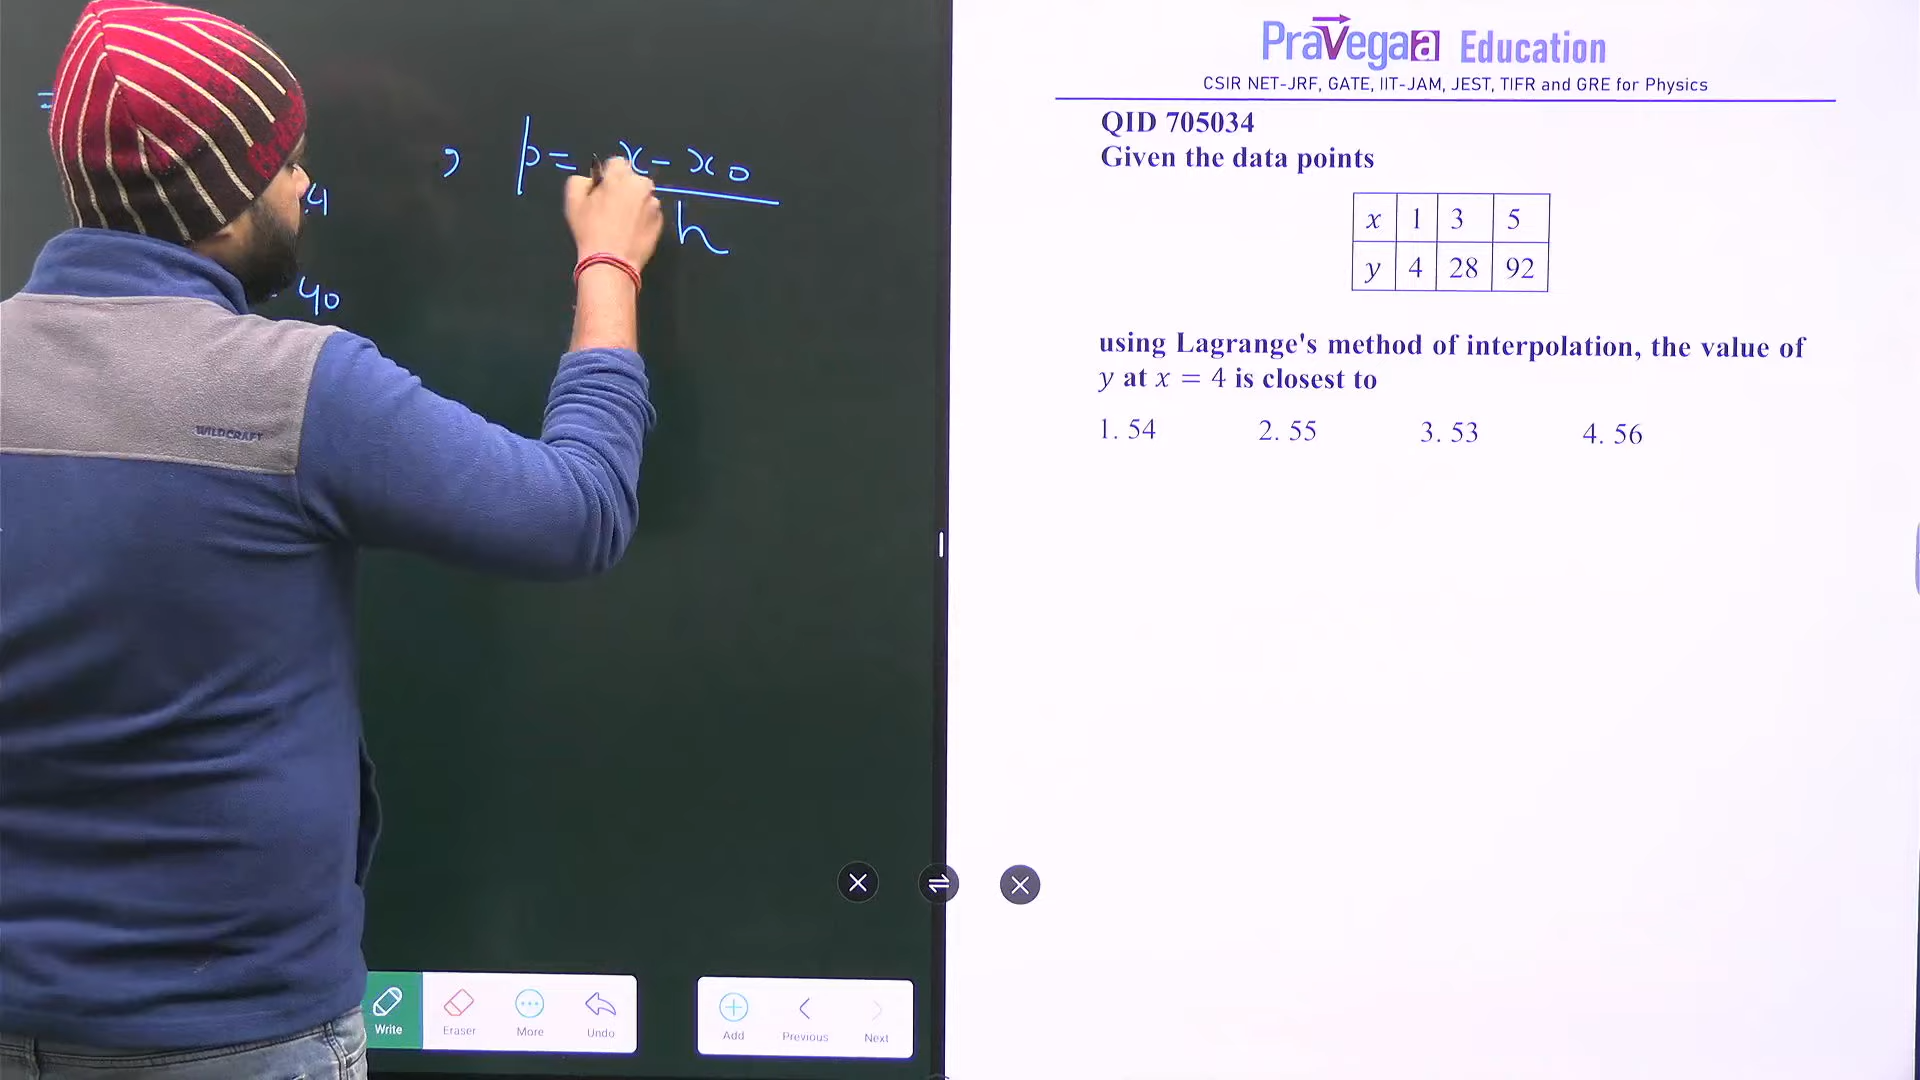 , p = x - x₀
h
.4
40
WILDCRAFT
Write
Eraser
More
Undo
Add
Previous
Next
PraVegaa Education
CSIR NET-JRF, GATE, IIT-JAM, JEST, TIFR and GRE for Physics
QID 705034
Given the data points
x 1 3 5
y 4 28 92
using Lagrange's method of interpolation, the value of
y at x = 4 is closest to
1. 54 2. 55 3. 53 4. 56